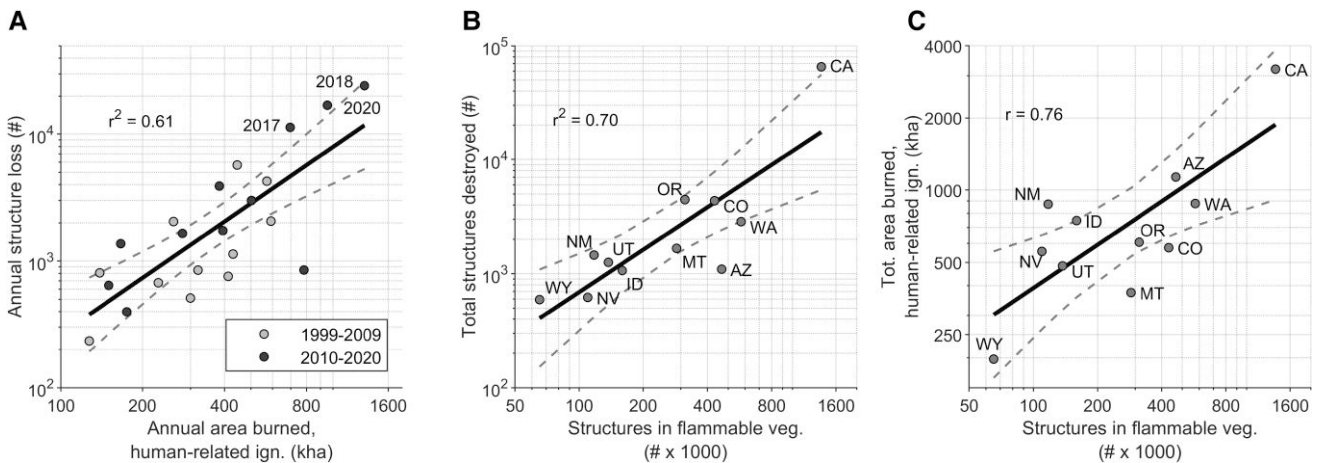 A
Annual structure loss (#)
10^4
10^3
10^2
r^2 = 0.61
2018
2020
2017
1999-2009
2010-2020
100 200 400 800 1600
Annual area burned,
human-related ign. (kha)
B
Total structures destroyed (#)
10^5
10^4
10^3
10^2
r^2 = 0.70
CA
OR
CO
WA
NM
UT
MT
AZ
WY
NV
ID
50 100 200 400 800 1600
Structures in flammable veg.
(# x 1000)
C
Tot. area burned,
human-related ign. (kha)
4000
2000
1000
500
250
r = 0.76
CA
AZ
NM
ID
WA
OR
CO
NV
UT
MT
WY
50 100 200 400 800 1600
Structures in flammable veg.
(# x 1000)